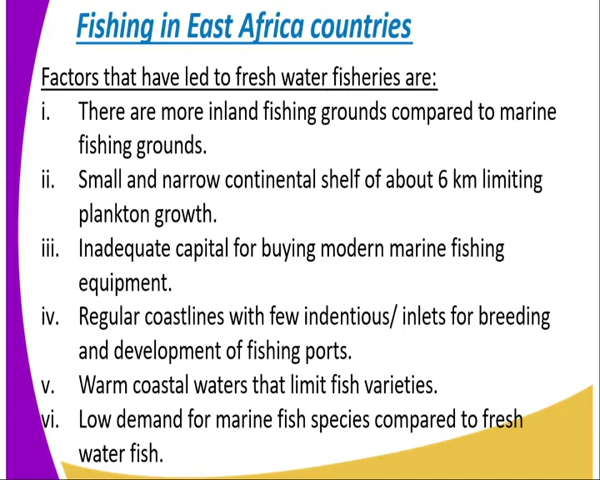 Fishing in East Africa countries
Factors that have led to fresh water fisheries are:
i. There are more inland fishing grounds compared to marine
fishing grounds.
ii. Small and narrow continental shelf of about 6 km limiting
plankton growth.
iii. Inadequate capital for buying modern marine fishing
equipment.
iv. Regular coastlines with few indentious/ inlets for breeding
and development of fishing ports.
v. Warm coastal waters that limit fish varieties.
vi. Low demand for marine fish species compared to fresh
water fish.